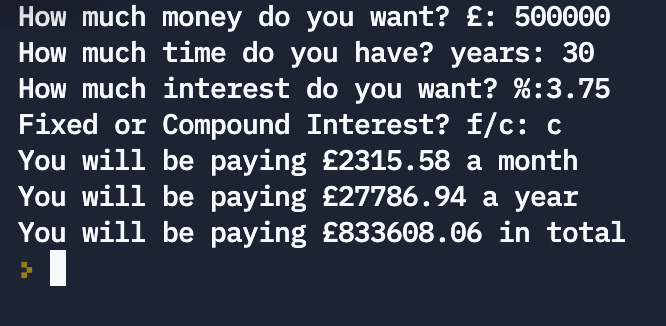 How much money do you want? £: 500000
How much time do you have? years: 30
How much interest do you want? %:3.75
Fixed or Compound Interest? f/c: c
You will be paying £2315.58 a month
You will be paying £27786.94 a year
You will be paying £833608.06 in total